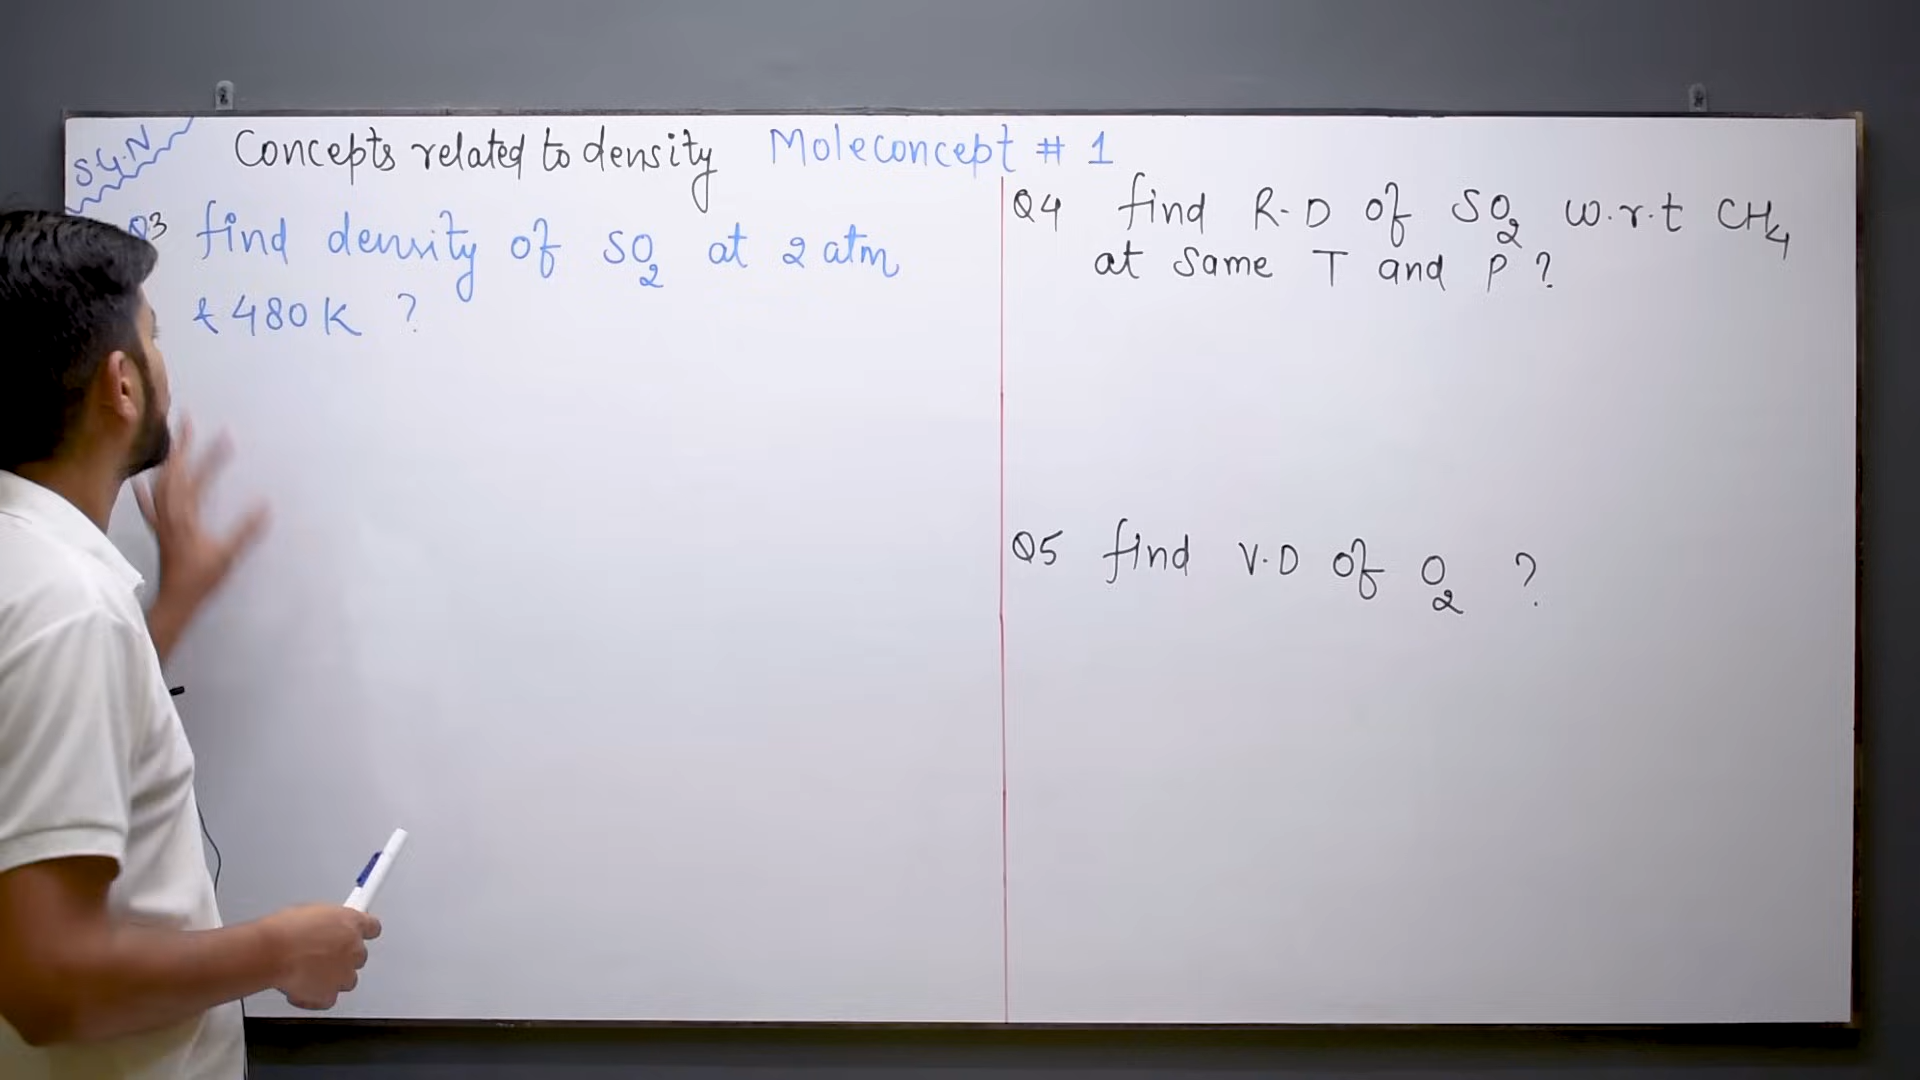 S.G.N
Concepts related to density Moleconcept # 1
Q3 find density of SO₂ at 2 atm
& 480 K ?
Q4 find R-D of SO₂ w.r.t CH₄
at same T and P ?
Q5 find V.D of O₂ ?